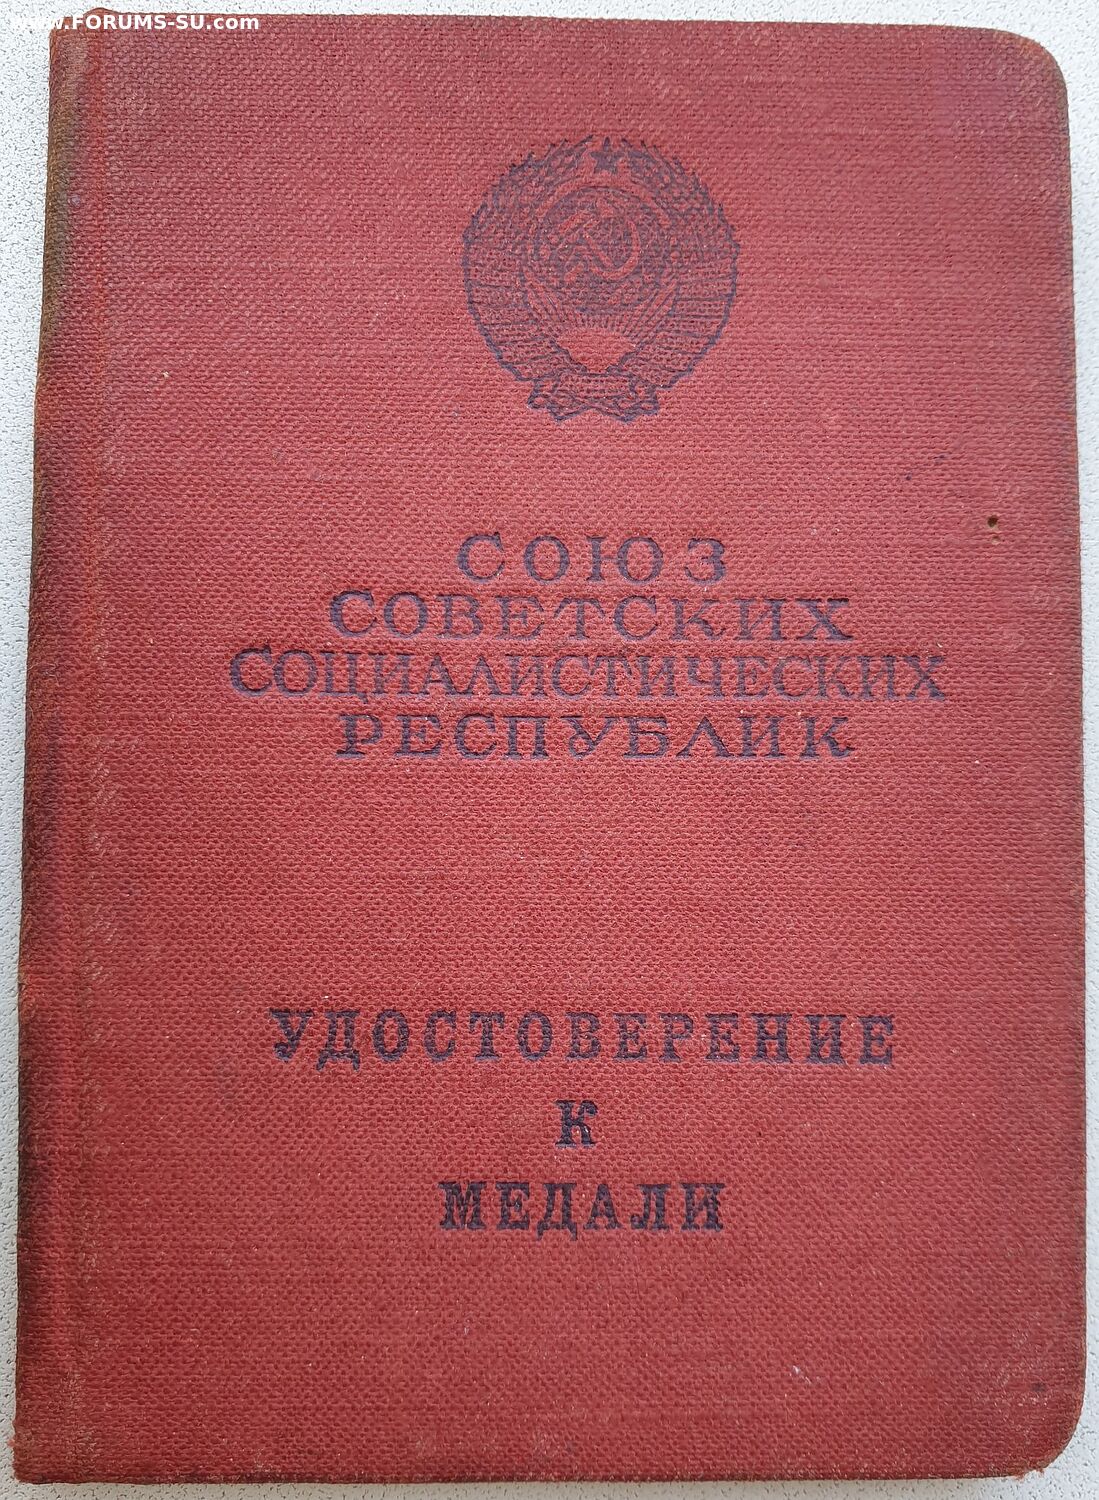 www.FORUMS-SU.com
СОЮЗ
СОВЕТСКИХ
СОЦИАЛИСТИЧЕСКИХ
РЕСПУБЛИК
УДОСТОВЕРЕНИЕ
К
МЕДАЛИ